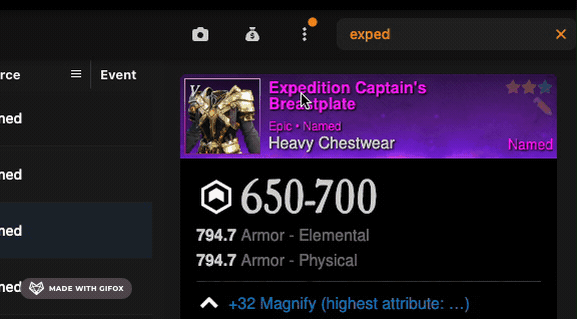 exped
rce
Event
Expedition Captain's
Breastplate
V
Epic • Named
Heavy Chestwear
Named
ned
650-700
ned
794.7 Armor - Elemental
ned
794.7 Armor - Physical
ned
MADE WITH GIFOX
+32 Magnify (highest attribute: ...)